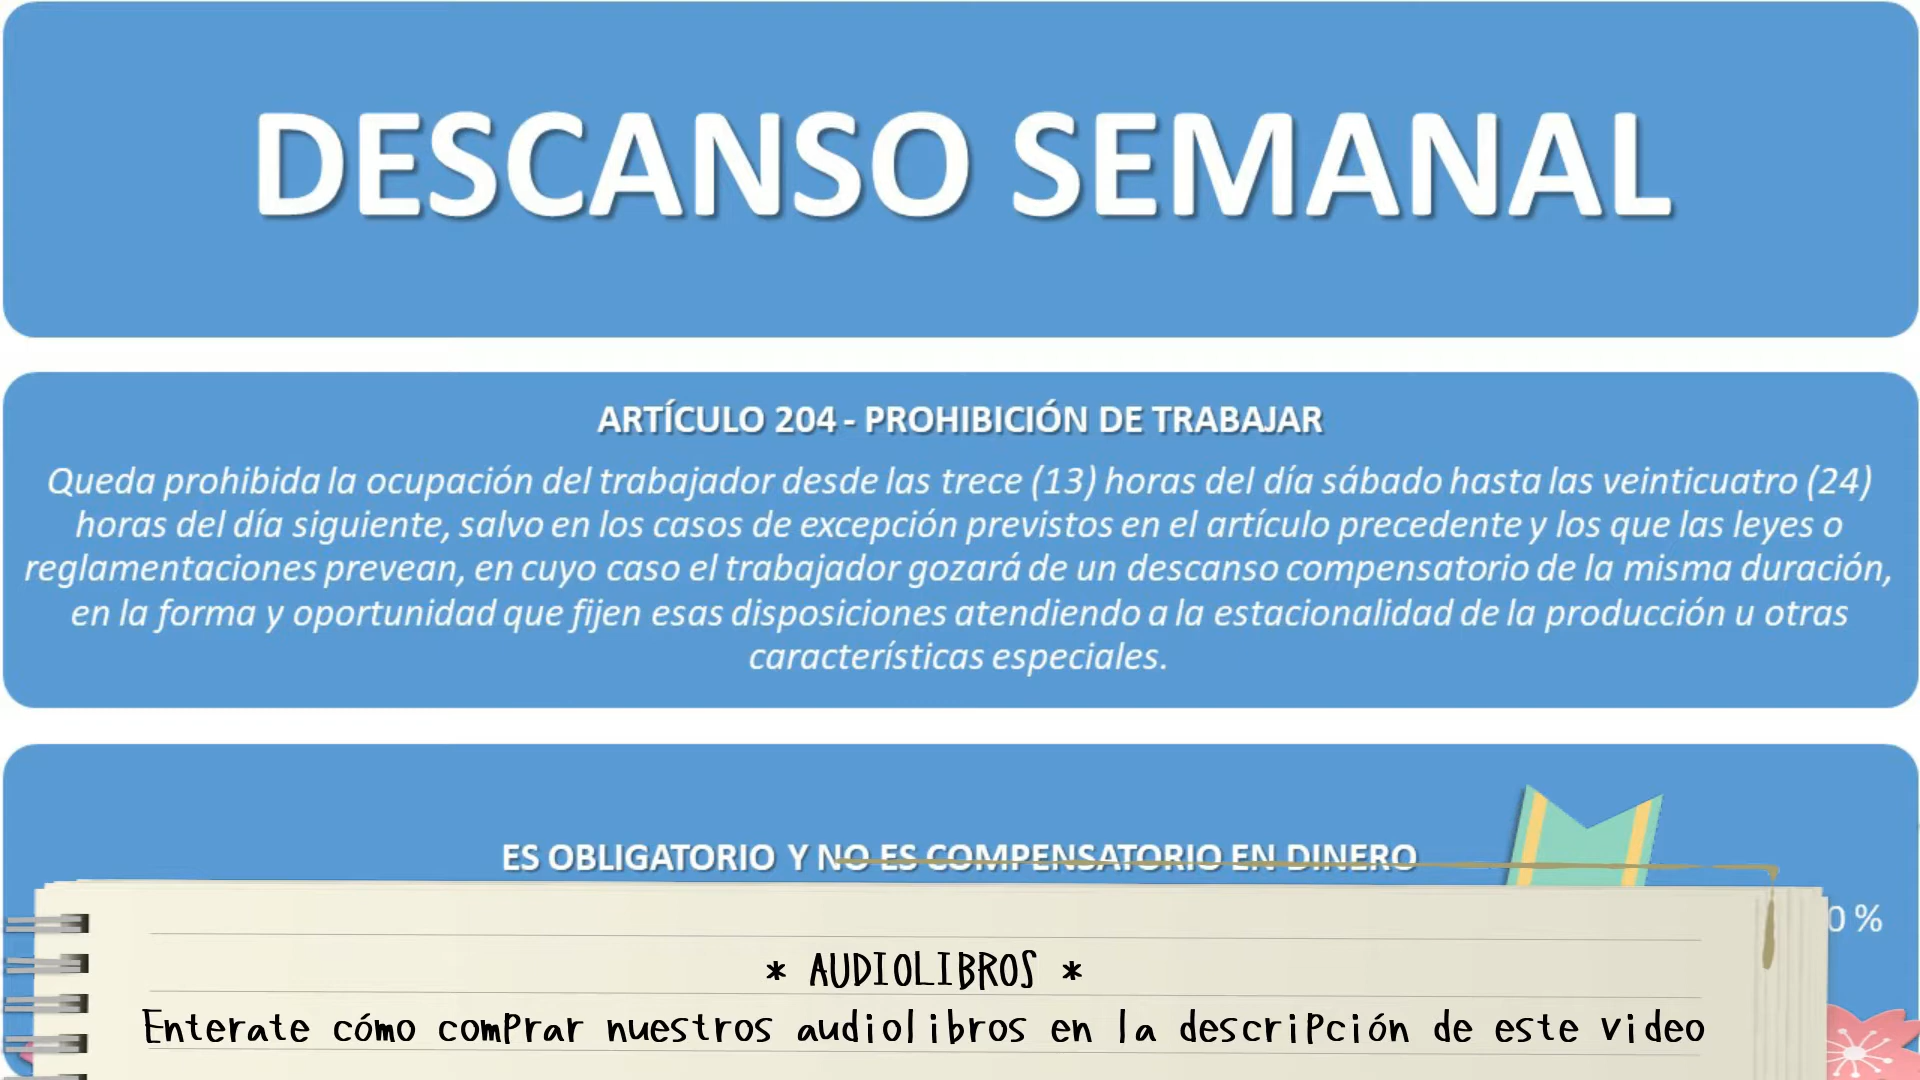 DESCANSO SEMANAL
ARTÍCULO 204 - PROHIBICIÓN DE TRABAJAR
Queda prohibida la ocupación del trabajador desde las trece (13) horas del día sábado hasta las veinticuatro (24)
horas del día siguiente, salvo en los casos de excepción previstos en el artículo precedente y los que las leyes o
reglamentaciones prevean, en cuyo caso el trabajador gozará de un descanso compensatorio de la misma duración,
en la forma y oportunidad que fijen esas disposiciones atendiendo a la estacionalidad de la producción u otras
características especiales.
ES OBLIGATORIO Y NO ES COMPENSATORIO EN DINERO
0 %
* AUDIOLIBROS *
Enterate cómo comprar nuestros audiolibros en la descripción de este video